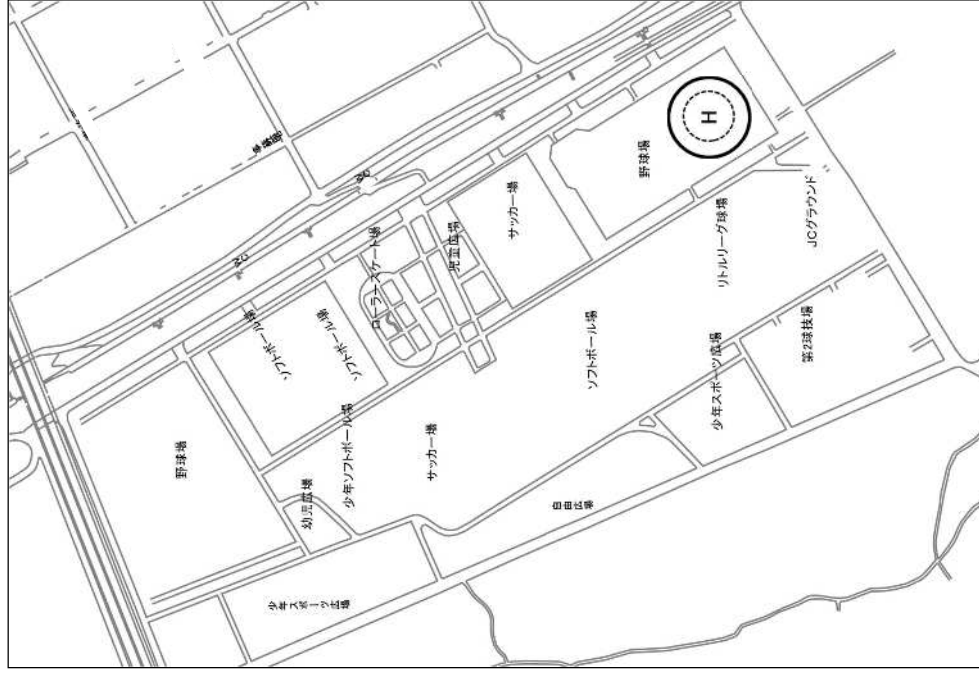 野球場
ソフトボール場
少年スポーツ広場
幼児広場
ソフトボール場
少年ソフトボール場
ローラースケート場
サッカー場
児童広場
サッカー場
自由
広場
ソフトボール場
野球場
H
リトルリーグ球場
少年スポーツ広場
第2球技場
JCグラウンド